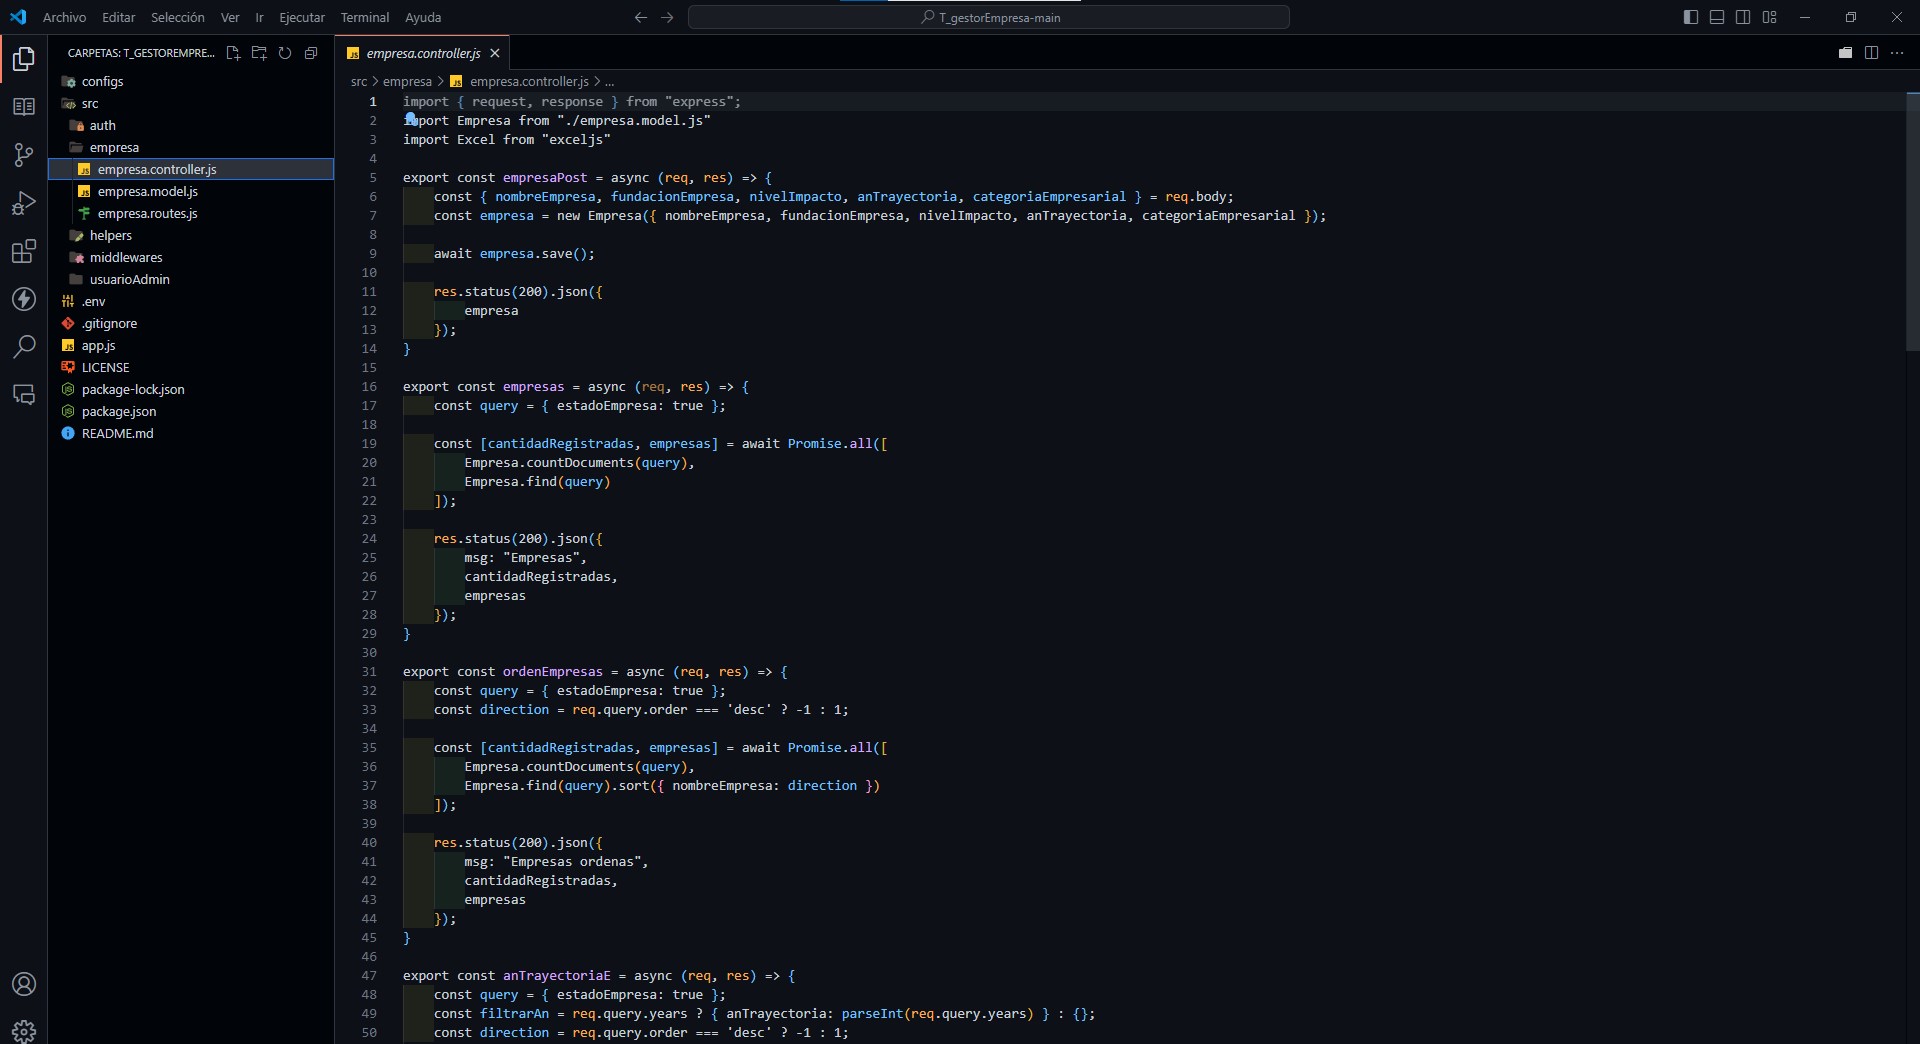 Archivo Editar Selección Ver Ir Ejecutar Terminal Ayuda
T_gestorEmpresa-main
CARPETAS: T_GESTOREMPRE...
configs
src
auth
empresa
empresa.controller.js
empresa.model.js
empresa.routes.js
helpers
middlewares
usuarioAdmin
.env
.gitignore
app.js
LICENSE
package-lock.json
package.json
README.md
empresa.controller.js
src > empresa > JS empresa.controller.js > ...
1 import { request, response } from "express";
2 import Empresa from "./empresa.model.js"
3 import Excel from "exceljs"
4
5 export const empresaPost = async (req, res) => {
6     const { nombreEmpresa, fundacionEmpresa, nivelImpacto, anTrayectoria, categoriaEmpresarial } = req.body;
7     const empresa = new Empresa({ nombreEmpresa, fundacionEmpresa, nivelImpacto, anTrayectoria, categoriaEmpresarial });
8
9     await empresa.save();
10
11     res.status(200).json({
12         empresa
13     });
14 }
15
16 export const empresas = async (req, res) => {
17     const query = { estadoEmpresa: true };
18
19     const [cantidadRegistradas, empresas] = await Promise.all([
20         Empresa.countDocuments(query),
21         Empresa.find(query)
22     ]);
23
24     res.status(200).json({
25         msg: "Empresas",
26         cantidadRegistradas,
27         empresas
28     });
29 }
30
31 export const ordenEmpresas = async (req, res) => {
32     const query = { estadoEmpresa: true };
33     const direction = req.query.order === 'desc' ? -1 : 1;
34
35     const [cantidadRegistradas, empresas] = await Promise.all([
36         Empresa.countDocuments(query),
37         Empresa.find(query).sort({ nombreEmpresa: direction })
38     ]);
39
40     res.status(200).json({
41         msg: "Empresas ordenas",
42         cantidadRegistradas,
43         empresas
44     });
45 }
46
47 export const anTrayectoriaE = async (req, res) => {
48     const query = { estadoEmpresa: true };
49     const filtrarAn = req.query.years ? { anTrayectoria: parseInt(req.query.years) } : {};
50     const direction = req.query.order === 'desc' ? -1 : 1;